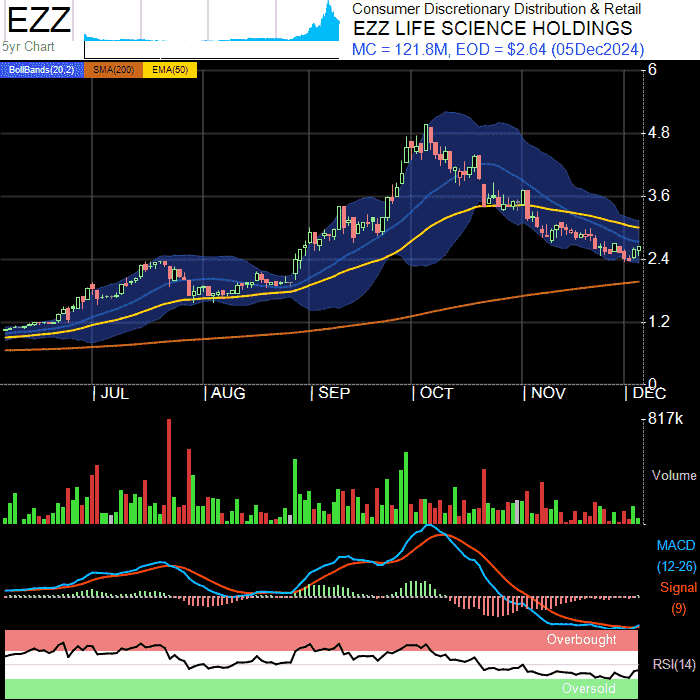 EZZ
5yr Chart
Consumer Discretionary Distribution & Retail
EZZ LIFE SCIENCE HOLDINGS
MC = 121.8M, EOD = $2.64 (05Dec2024)
BollBands(20,2) SMA(200) EMA(50)
6
4.8
3.6
2.4
1.2
0
JUL AUG SEP OCT NOV DEC
817k
Volume
MACD
(12-26)
Signal
(9)
Overbought
RSI(14)
Oversold